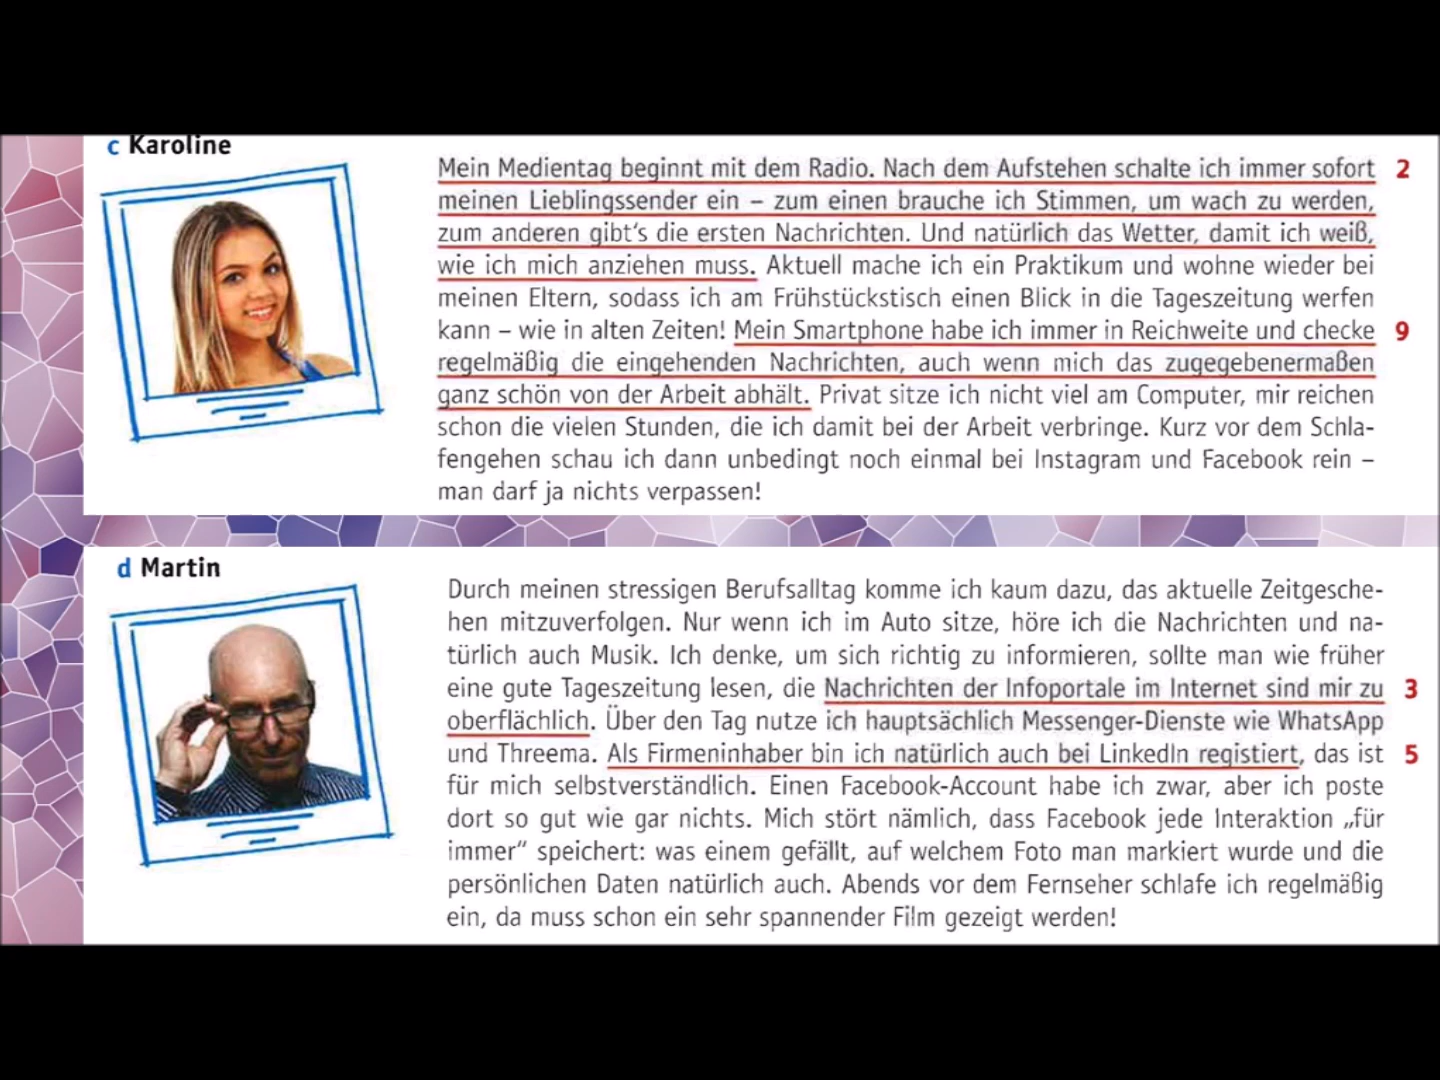 c Karoline
Mein Medientag beginnt mit dem Radio. Nach dem Aufstehen schalte ich immer sofort 2
meinen Lieblingssender ein – zum einen brauche ich Stimmen, um wach zu werden,
zum anderen gibt's die ersten Nachrichten. Und natürlich das Wetter, damit ich weiß,
wie ich mich anziehen muss. Aktuell mache ich ein Praktikum und wohne wieder bei
meinen Eltern, sodass ich am Frühstückstisch einen Blick in die Tageszeitung werfen
kann – wie in alten Zeiten! Mein Smartphone habe ich immer in Reichweite und checke 9
regelmäßig die eingehenden Nachrichten, auch wenn mich das zugegebenermaßen
ganz schön von der Arbeit abhält. Privat sitze ich nicht viel am Computer, mir reichen
schon die vielen Stunden, die ich damit bei der Arbeit verbringe. Kurz vor dem Schla-
fengehen schau ich dann unbedingt noch einmal bei Instagram und Facebook rein –
man darf ja nichts verpassen!
d Martin
Durch meinen stressigen Berufsalltag komme ich kaum dazu, das aktuelle Zeitgesche-
hen mitzuverfolgen. Nur wenn ich im Auto sitze, höre ich die Nachrichten und na-
türlich auch Musik. Ich denke, um sich richtig zu informieren, sollte man wie früher
eine gute Tageszeitung lesen, die Nachrichten der Infoportale im Internet sind mir zu 3
oberflächlich. Über den Tag nutze ich hauptsächlich Messenger-Dienste wie WhatsApp
und Threema. Als Firmeninhaber bin ich natürlich auch bei LinkedIn registiert, das ist 5
für mich selbstverständlich. Einen Facebook-Account habe ich zwar, aber ich poste
dort so gut wie gar nichts. Mich stört nämlich, dass Facebook jede Interaktion „für
immer“ speichert: was einem gefällt, auf welchem Foto man markiert wurde und die
persönlichen Daten natürlich auch. Abends vor dem Fernseher schlafe ich regelmäßig
ein, da muss schon ein sehr spannender Film gezeigt werden!